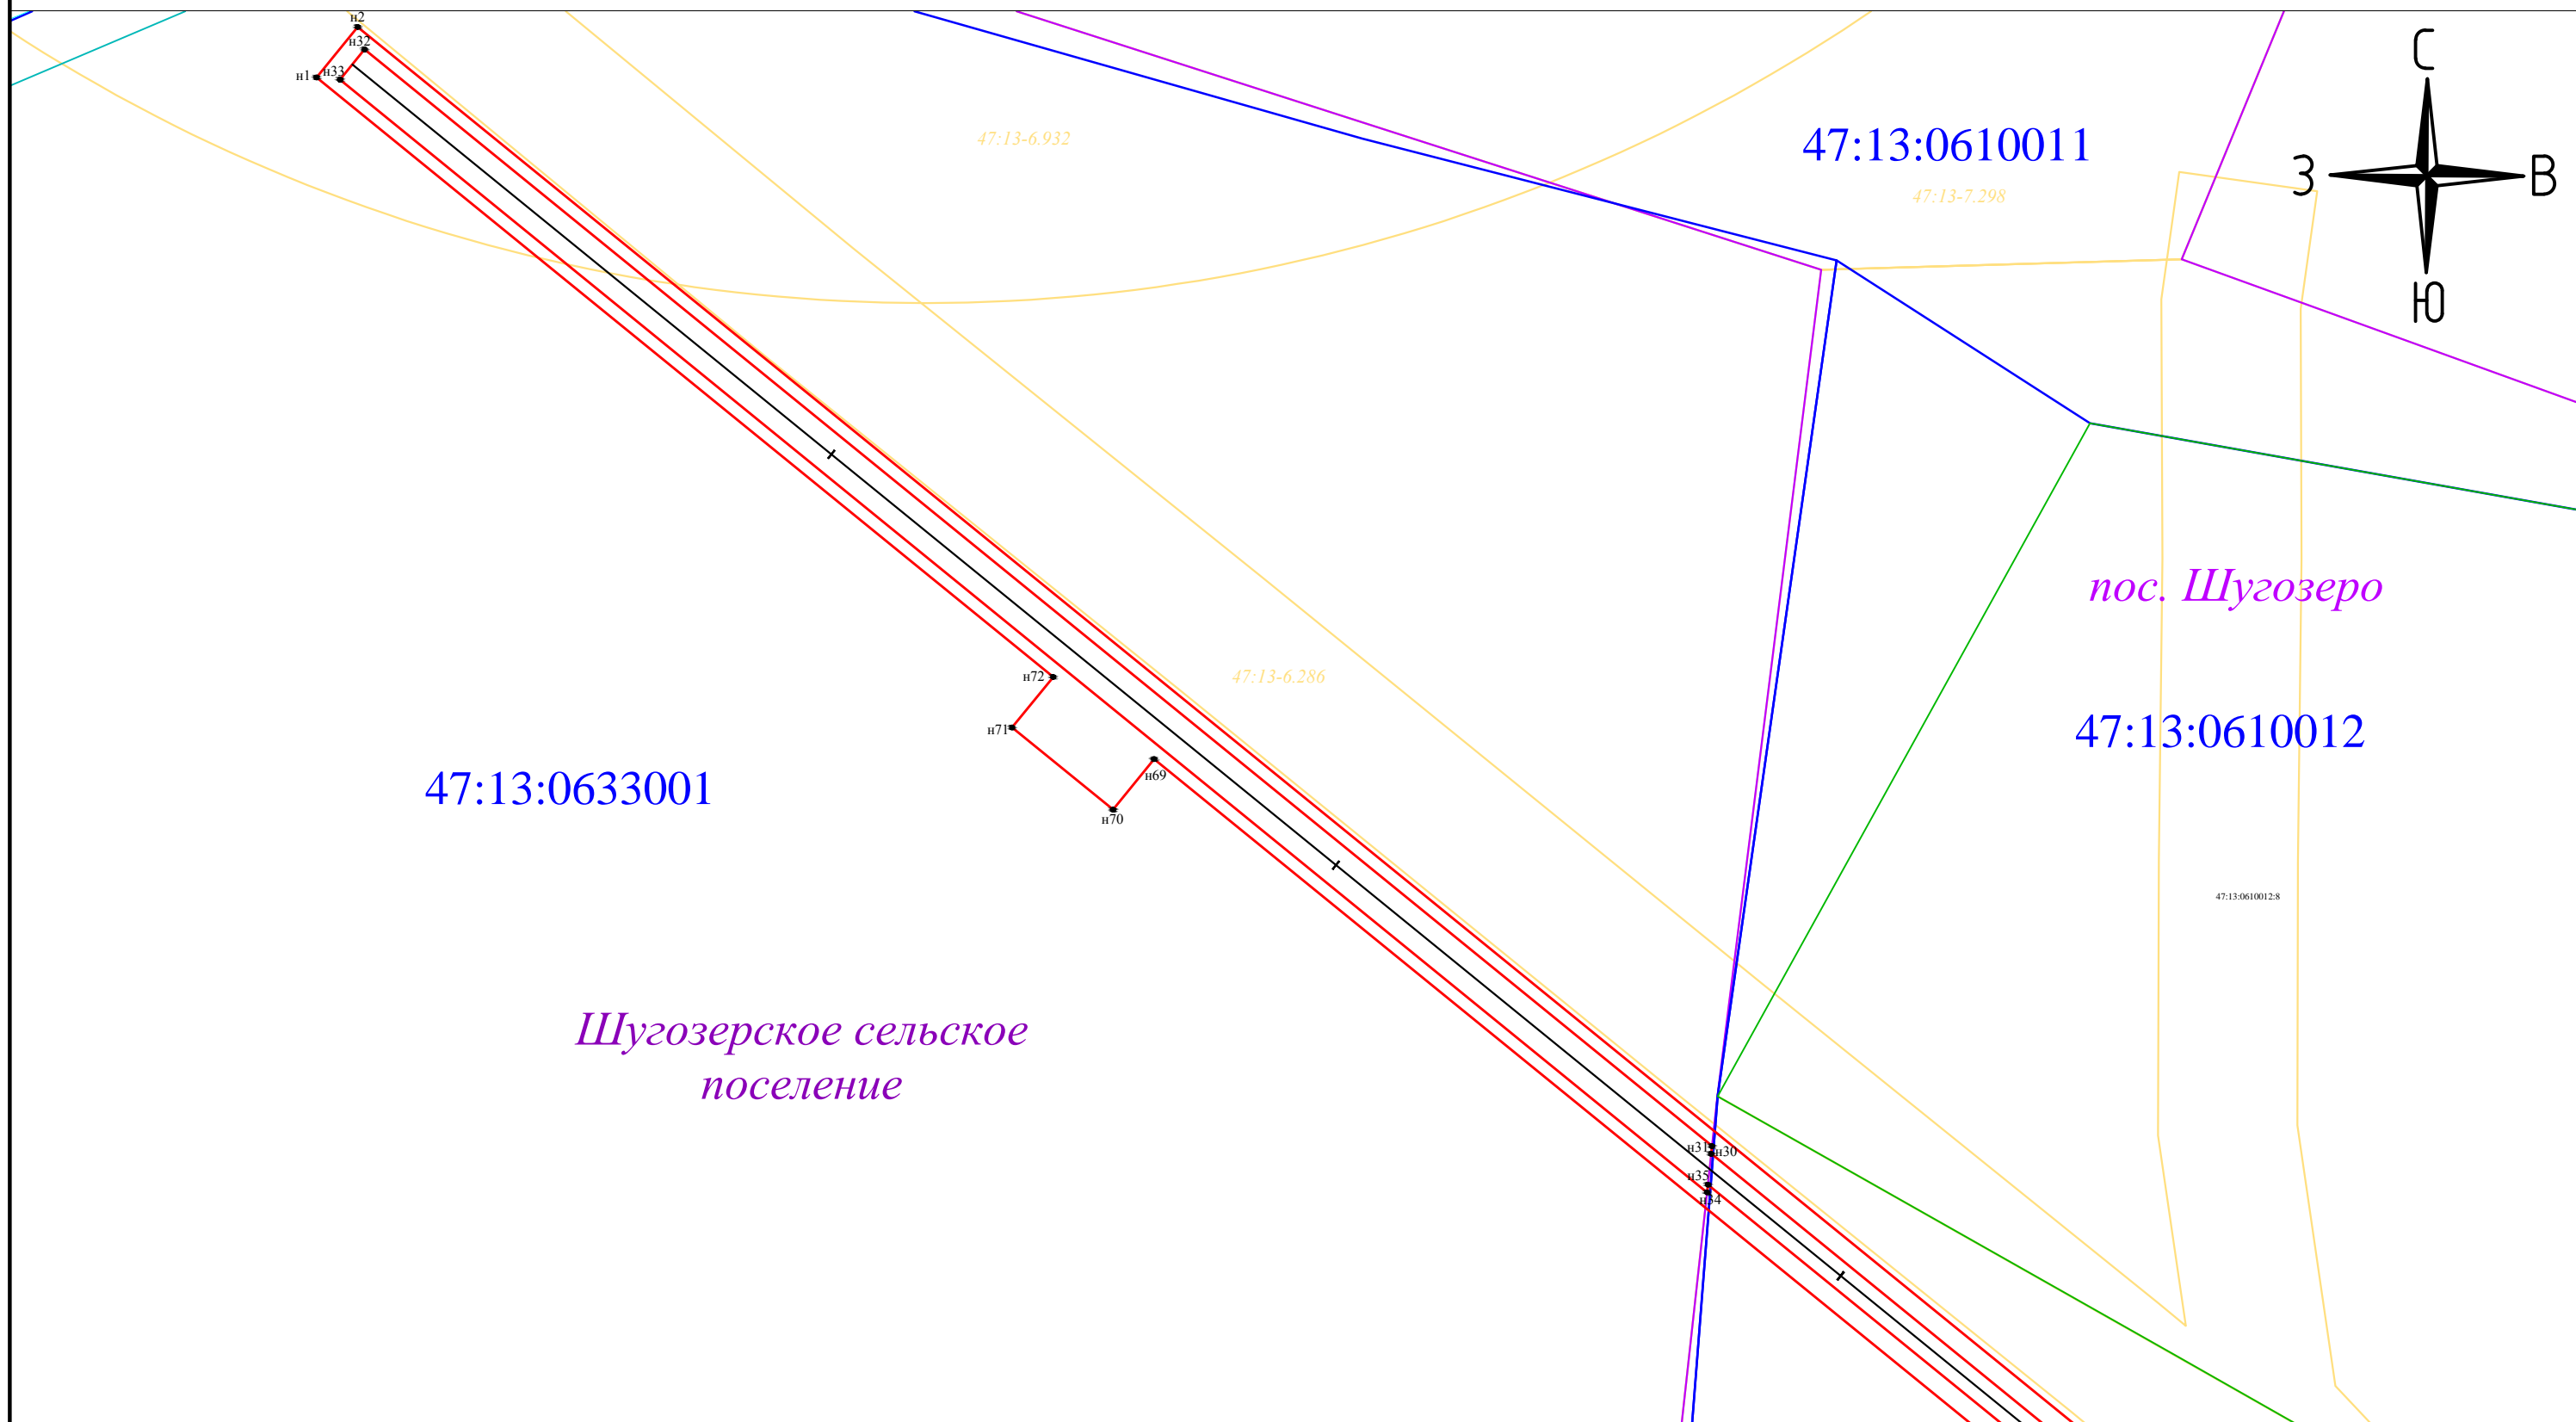 н2
н32
н1
н33
С
З
В
Ю
47:13-6.932
47:13:0610011
47:13-7.298
пос. Шугозеро
н72
47:13-6.286
н71
н69
н70
47:13:0610012
47:13:0633001
47:13:0610012:8
Шугозерское сельское
поселение
н31
н30
н35
н34